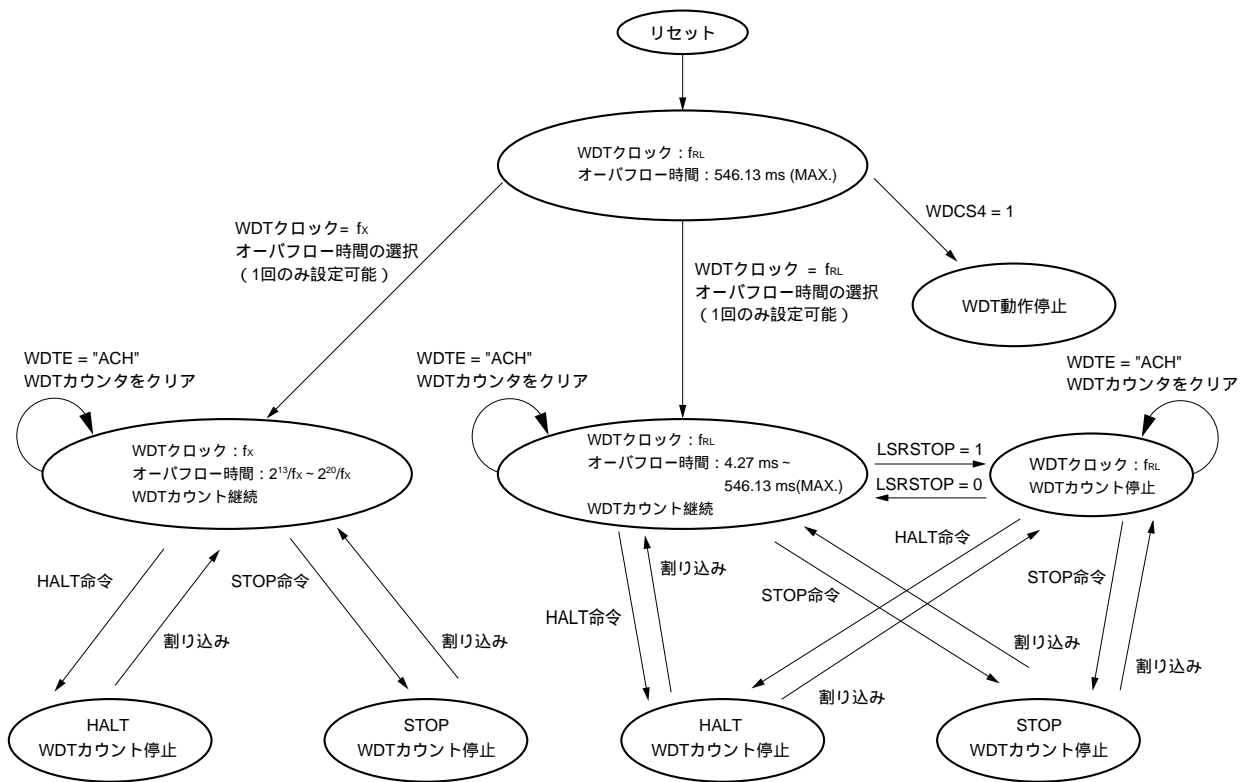 リセット
WDTクロック：fRL
オーバフロー時間：546.13 ms (MAX.)
WDTクロック= fX
オーバフロー時間の選択
（1回のみ設定可能）
WDTクロック = fRL
オーバフロー時間の選択
（1回のみ設定可能）
WDCS4 = 1
WDT動作停止
WDTE = "ACH"
WDTカウンタをクリア
WDTE = "ACH"
WDTカウンタをクリア
WDTE = "ACH"
WDTカウンタをクリア
WDTクロック：fX
オーバフロー時間：2¹³/fX ~ 2²⁰/fX
WDTカウント継続
WDTクロック：fRL
オーバフロー時間：4.27 ms ~
546.13 ms(MAX.)
WDTカウント継続
LSRSTOP = 1
LSRSTOP = 0
WDTクロック：fRL
WDTカウント停止
HALT命令
割り込み
STOP命令
割り込み
HALT命令
割り込み
STOP命令
割り込み
HALT命令
割り込み
STOP命令
割り込み
HALT
WDTカウント停止
STOP
WDTカウント停止
HALT
WDTカウント停止
STOP
WDTカウント停止